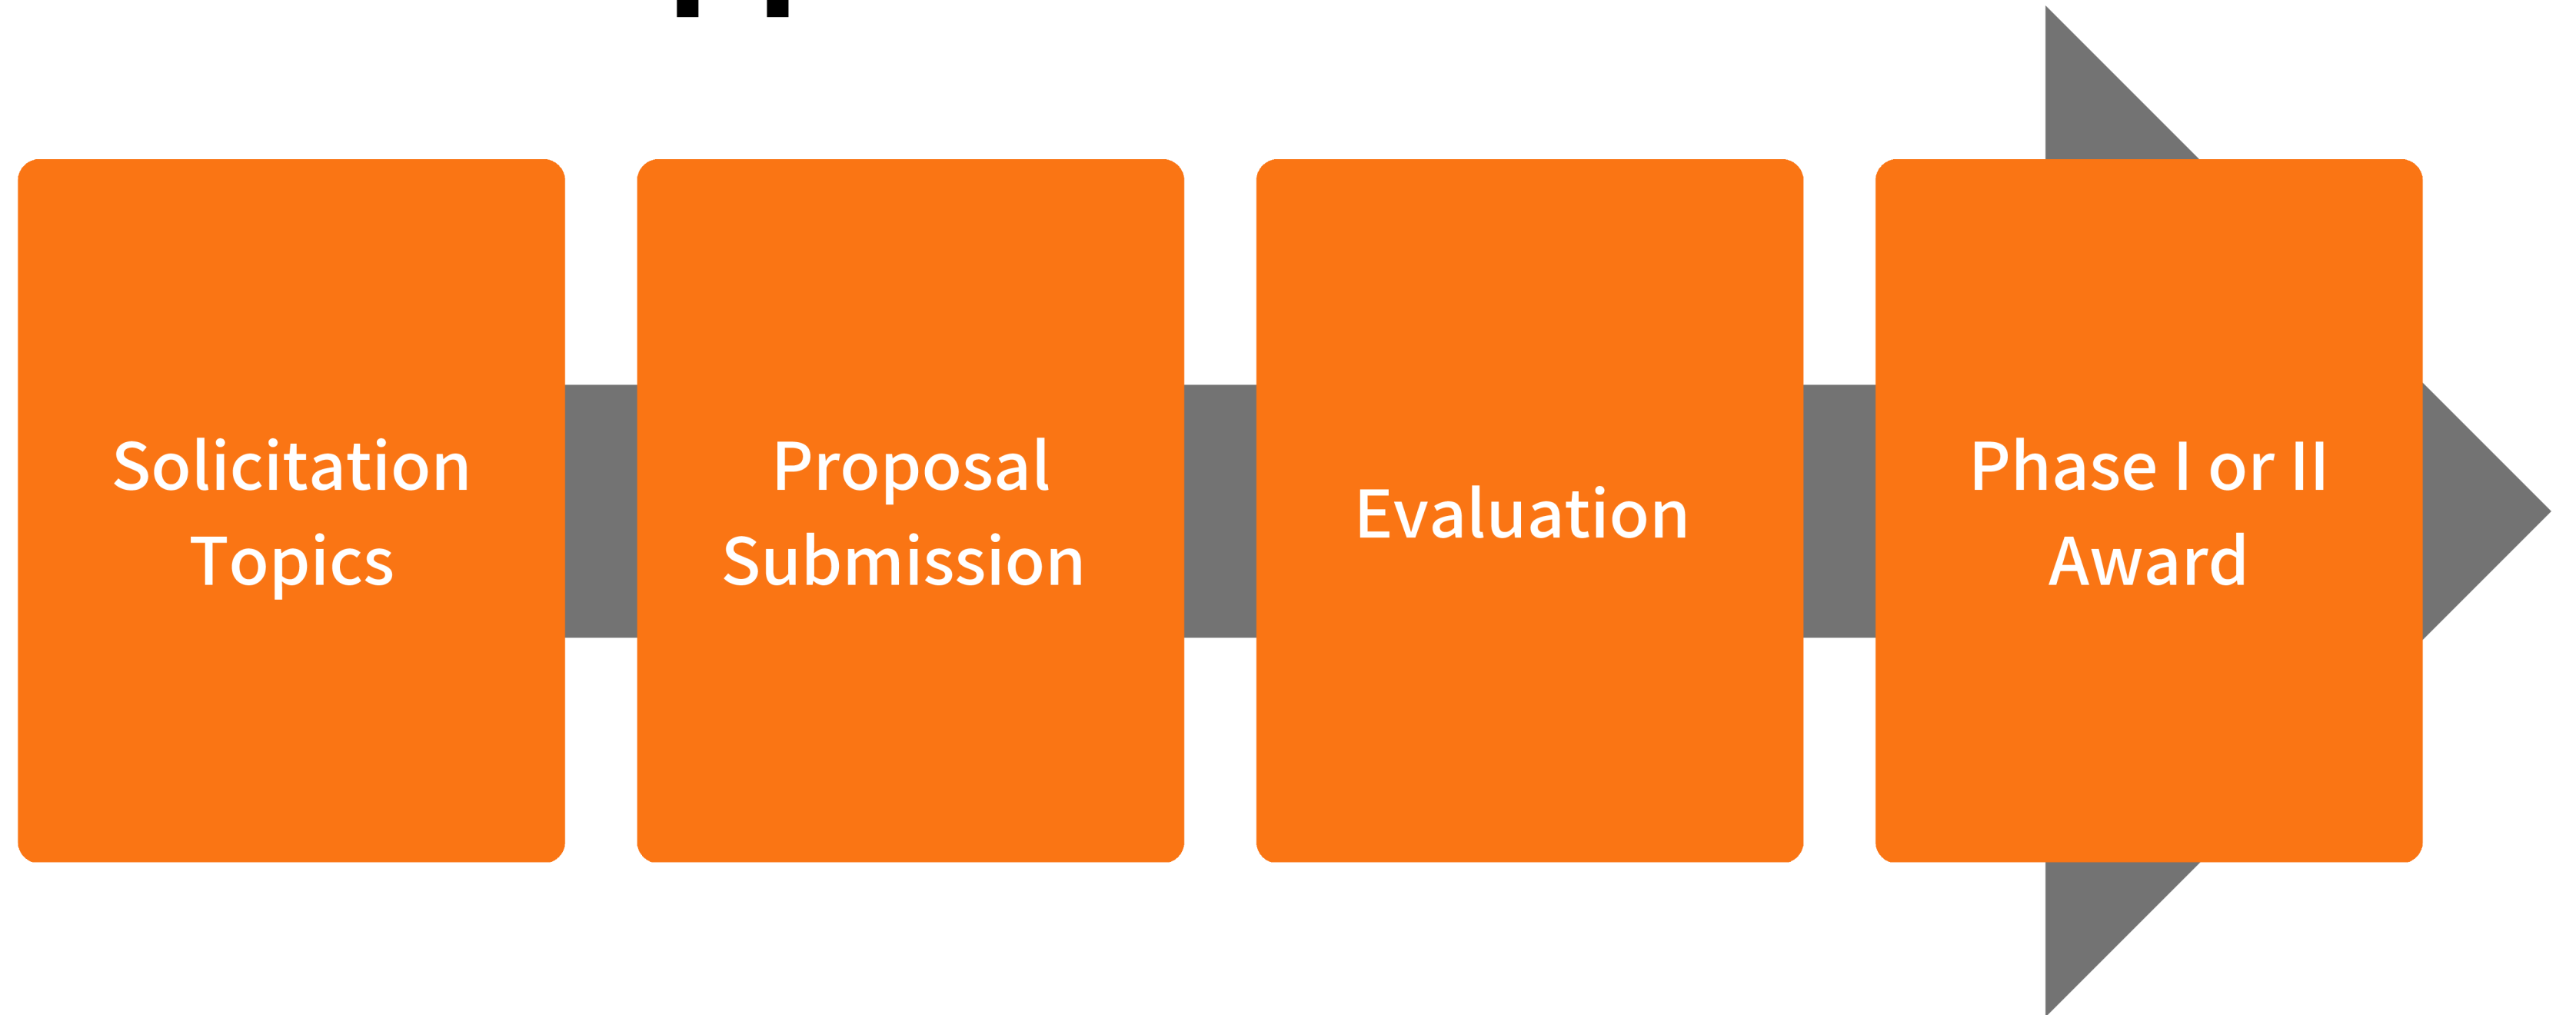 Solicitation
Topics
Proposal
Submission
Evaluation
Phase I or II
Award